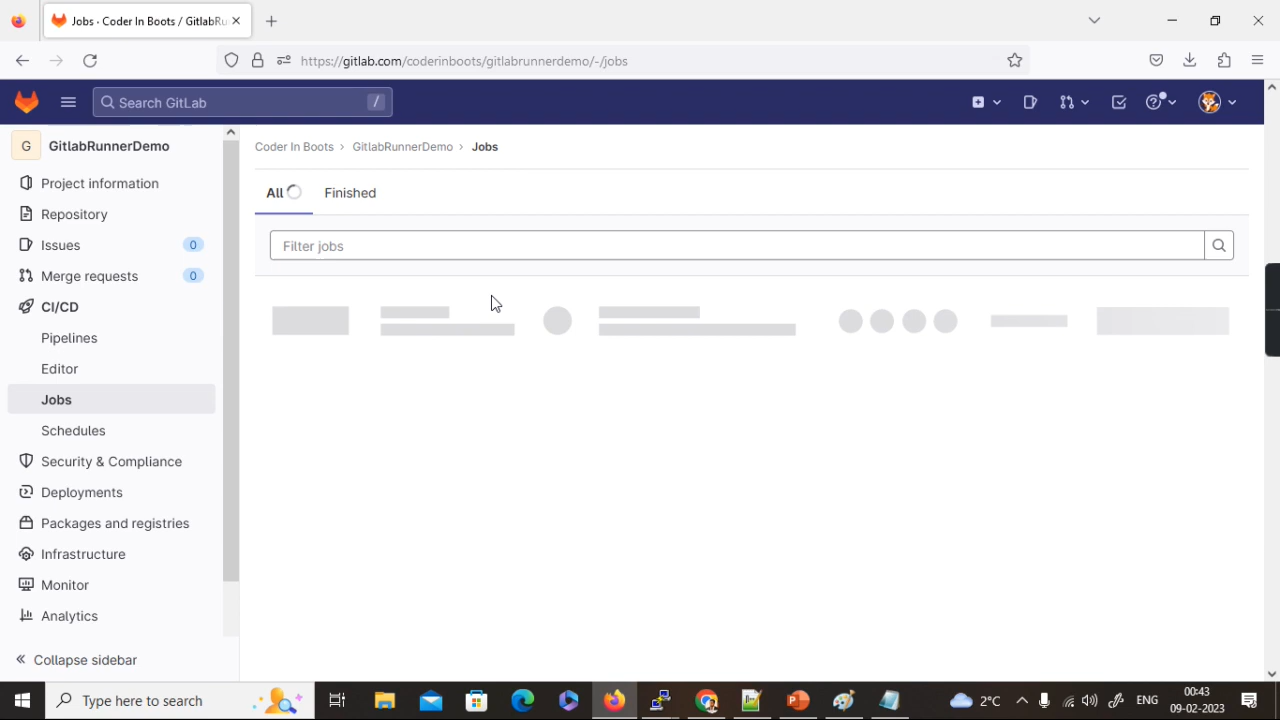 Jobs · Coder In Boots / GitlabRu
https://gitlab.com/coderinboots/gitlabrunnerdemo/-/jobs
Search GitLab /
G GitlabRunnerDemo
Project information
Repository
Issues 0
Merge requests 0
CI/CD
Pipelines
Editor
Jobs
Schedules
Security & Compliance
Deployments
Packages and registries
Infrastructure
Monitor
Analytics
Collapse sidebar
Coder In Boots › GitlabRunnerDemo › Jobs
All Finished
Filter jobs
Type here to search
2°C
ENG
00:43
09-02-2023